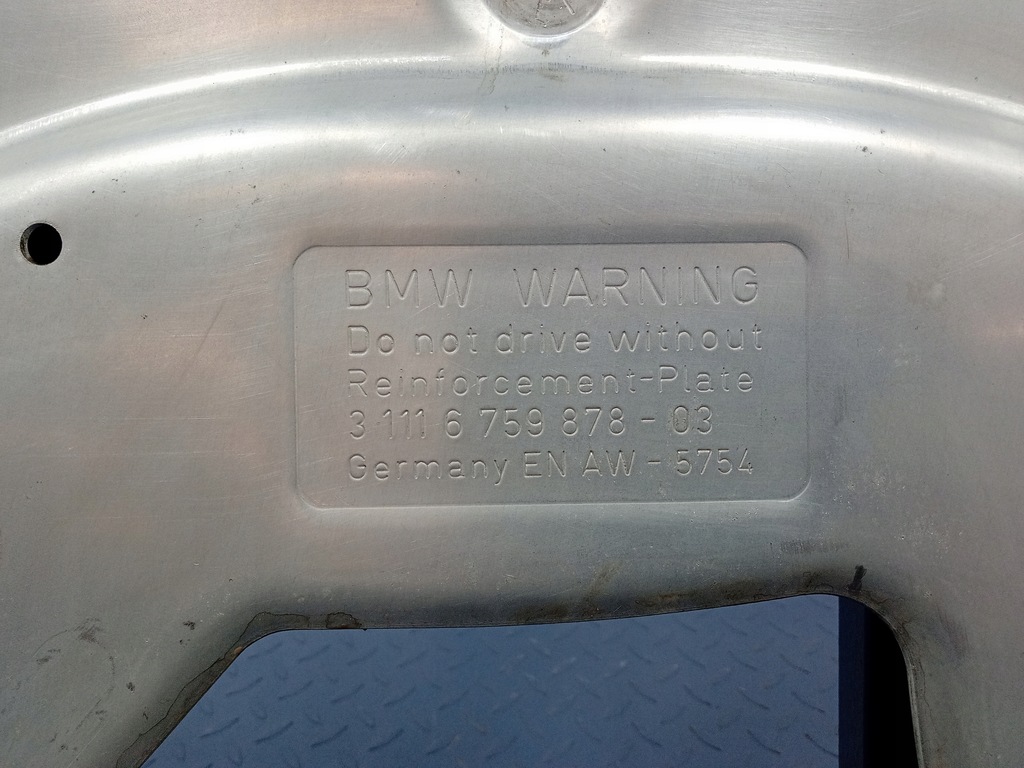 BMW WARNING
Do not drive without
Reinforcement-Plate
3 111 6 759 878 - 03
Germany EN AW - 5754